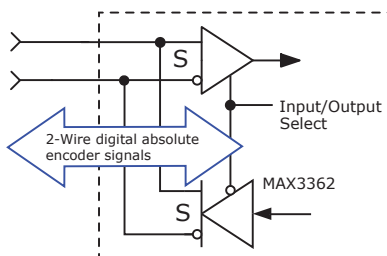 S
Input/Output
Select
2-Wire digital absolute
encoder signals
MAX3362
S